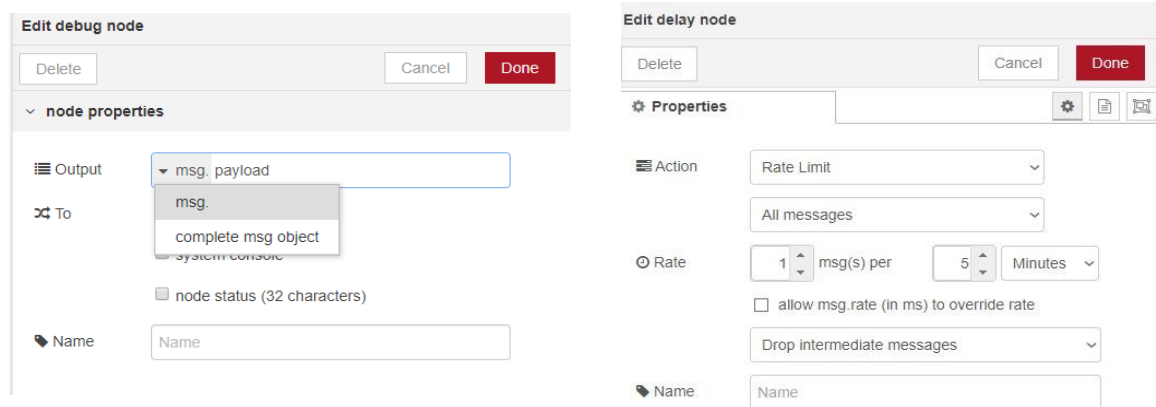 Edit debug node
Delete
Cancel
Done
node properties
Output
msg. payload
msg.
complete msg object
To
system console
node status (32 characters)
Name
Name
Edit delay node
Delete
Cancel
Done
Properties
Action
Rate Limit
All messages
Rate
1 msg(s) per 5 Minutes
allow msg.rate (in ms) to override rate
Drop intermediate messages
Name
Name